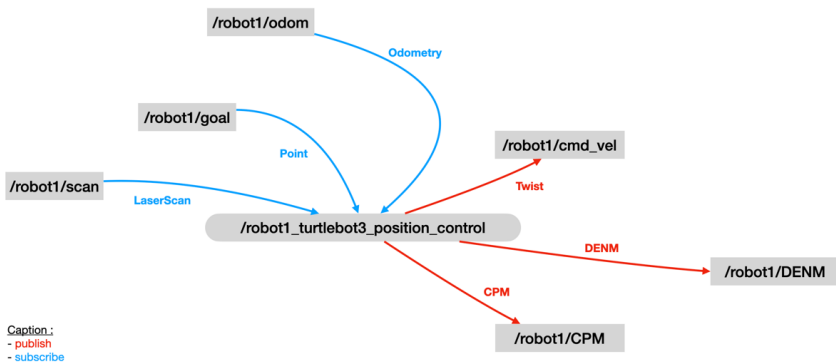 /robot1/odom
Odometry
/robot1/goal
Point
/robot1/cmd_vel
Twist
/robot1/scan
LaserScan
/robot1_turtlebot3_position_control
DENM
/robot1/DENM
CPM
/robot1/CPM
Caption :
- publish
- subscribe